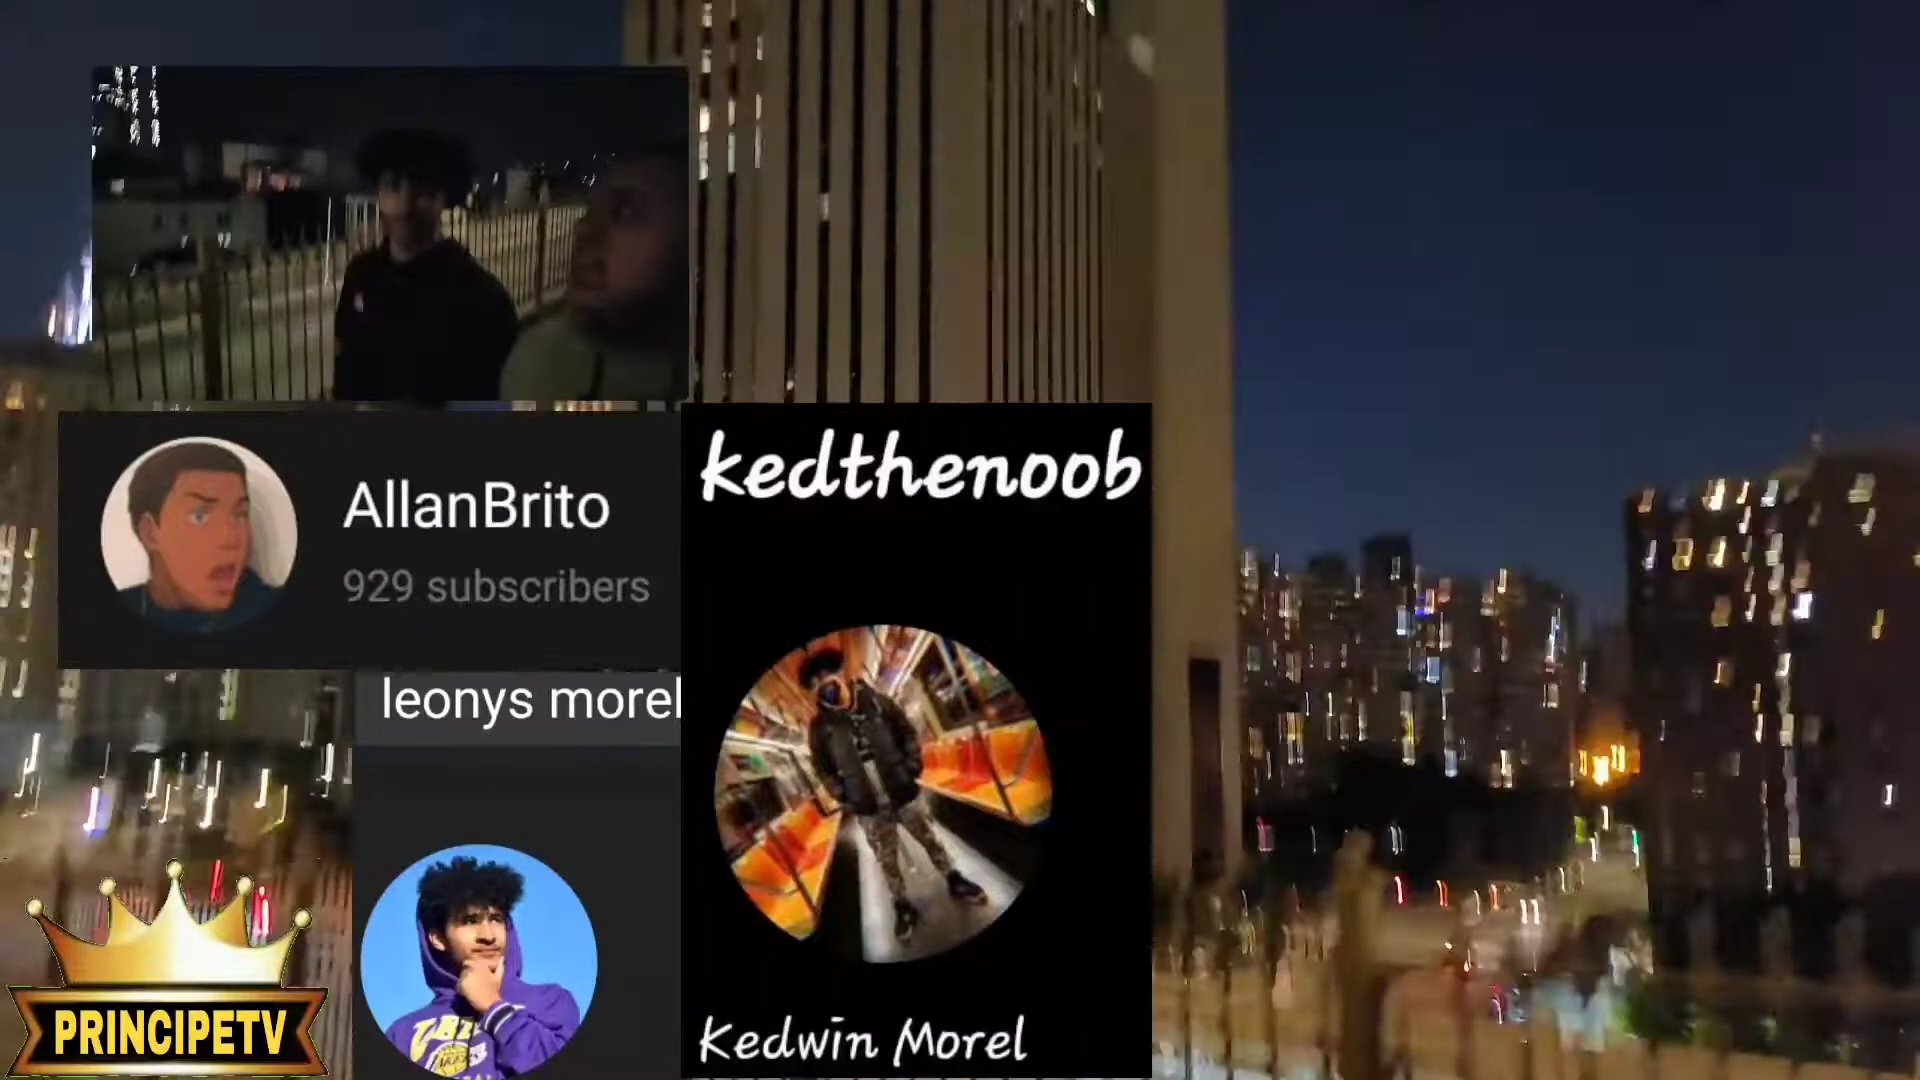 AllanBrito
929 subscribers
leonys morel
kedthenoob
Kedwin Morel
PRINCIPETV